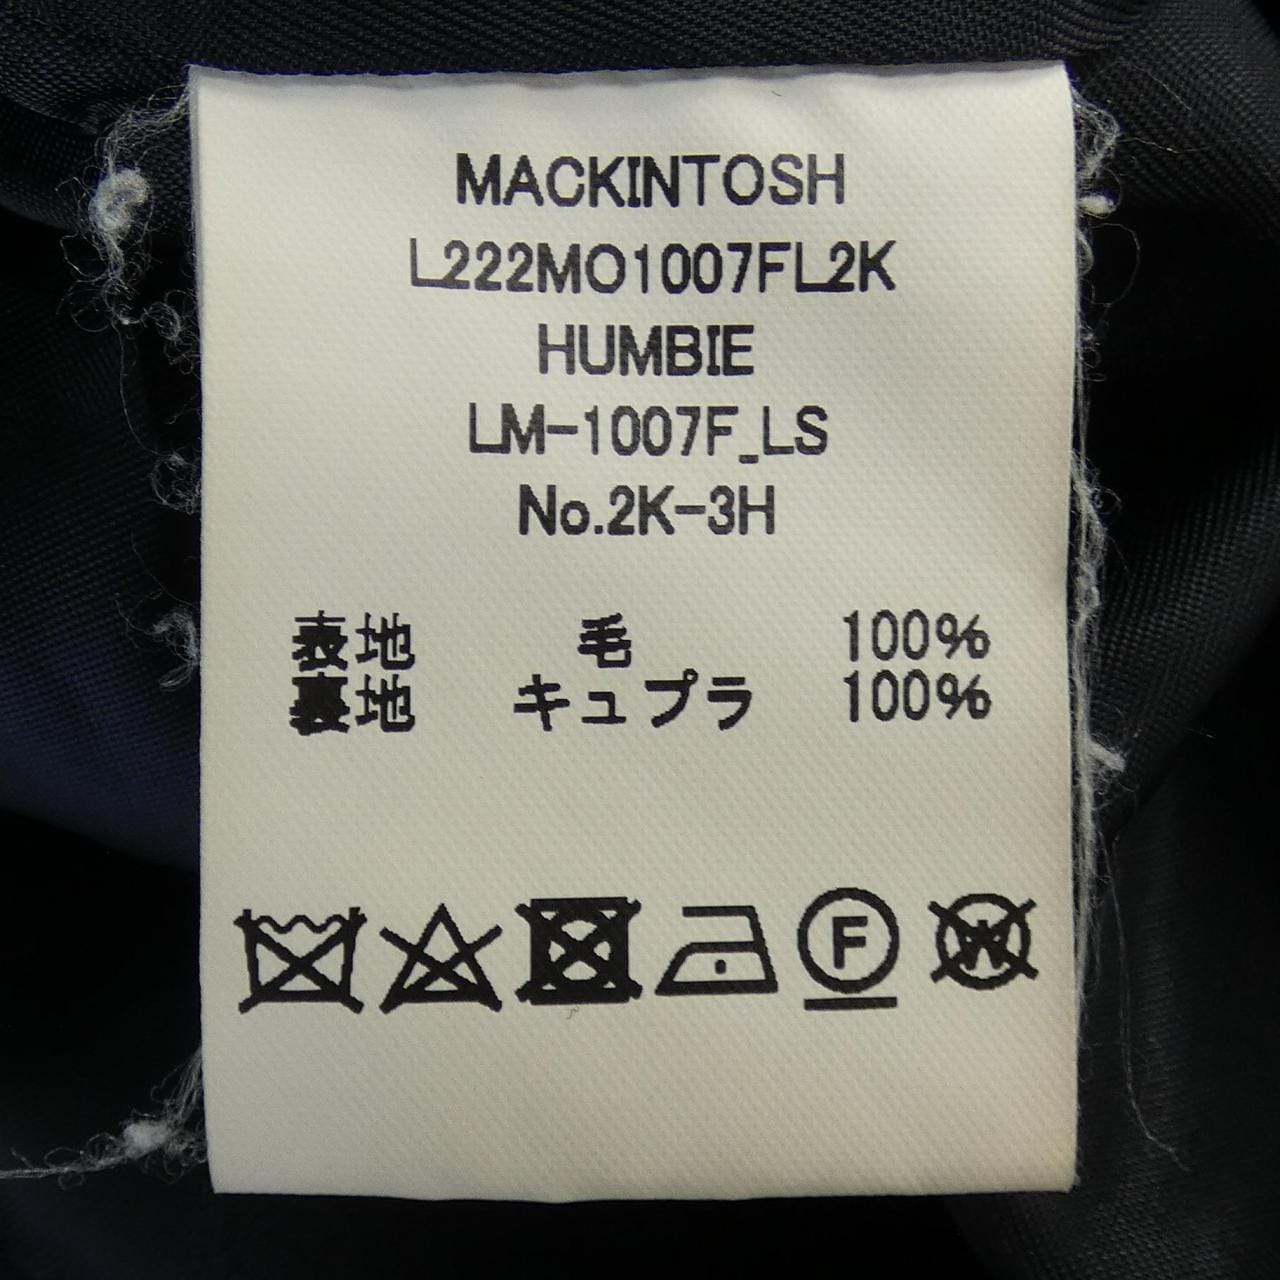 MACKINTOSH
L222MO1007FL2K
HUMBIE
LM-1007F_LS
No.2K-3H
表地 毛 100%
裏地 キュプラ 100%
F W